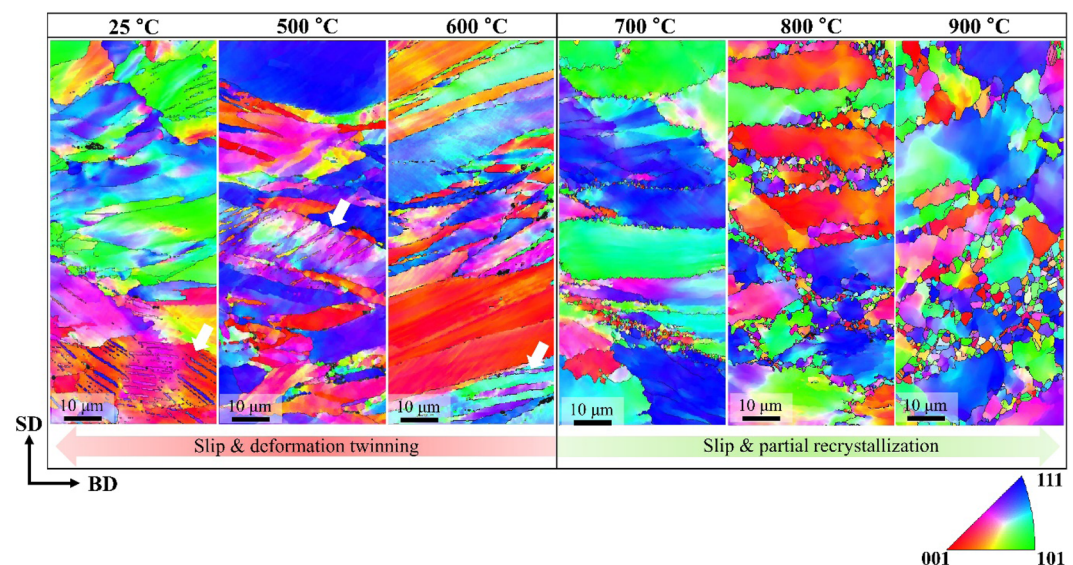 25 °C 500 °C 600 °C 700 °C 800 °C 900 °C
10 μm 10 μm 10 μm 10 μm 10 μm 10 μm
SD
Slip & deformation twinning Slip & partial recrystallization
BD
111
001 101